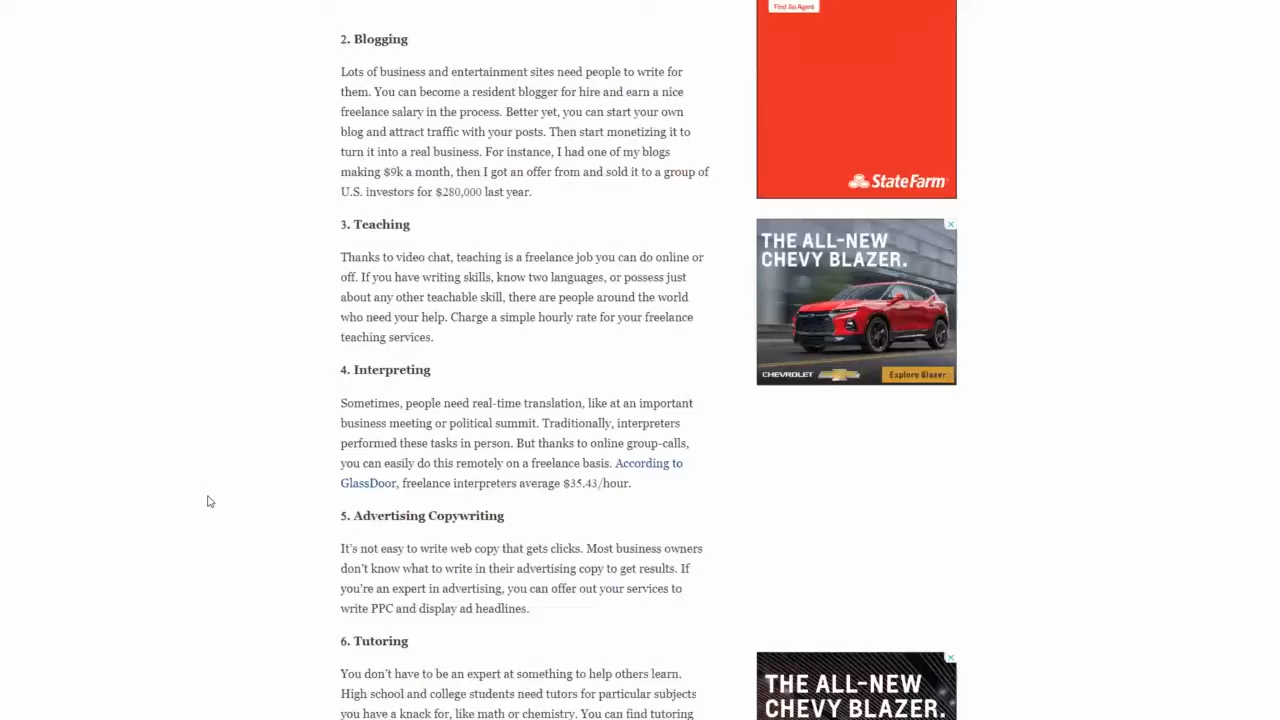 Find An Agent
2. Blogging
Lots of business and entertainment sites need people to write for
them. You can become a resident blogger for hire and earn a nice
freelance salary in the process. Better yet, you can start your own
blog and attract traffic with your posts. Then start monetizing it to
turn it into a real business. For instance, I had one of my blogs
making $9k a month, then I got an offer from and sold it to a group of
U.S. investors for $280,000 last year.
StateFarm
3. Teaching
Thanks to video chat, teaching is a freelance job you can do online or
off. If you have writing skills, know two languages, or possess just
about any other teachable skill, there are people around the world
who need your help. Charge a simple hourly rate for your freelance
teaching services.
THE ALL-NEW
CHEVY BLAZER.
CHEVROLET
Explore Blazer
4. Interpreting
Sometimes, people need real-time translation, like at an important
business meeting or political summit. Traditionally, interpreters
performed these tasks in person. But thanks to online group-calls,
you can easily do this remotely on a freelance basis. According to
GlassDoor, freelance interpreters average $35.43/hour.
5. Advertising Copywriting
It's not easy to write web copy that gets clicks. Most business owners
don't know what to write in their advertising copy to get results. If
you're an expert in advertising, you can offer out your services to
write PPC and display ad headlines.
6. Tutoring
You don't have to be an expert at something to help others learn.
High school and college students need tutors for particular subjects
you have a knack for, like math or chemistry. You can find tutoring
THE ALL-NEW
CHEVY BLAZER.